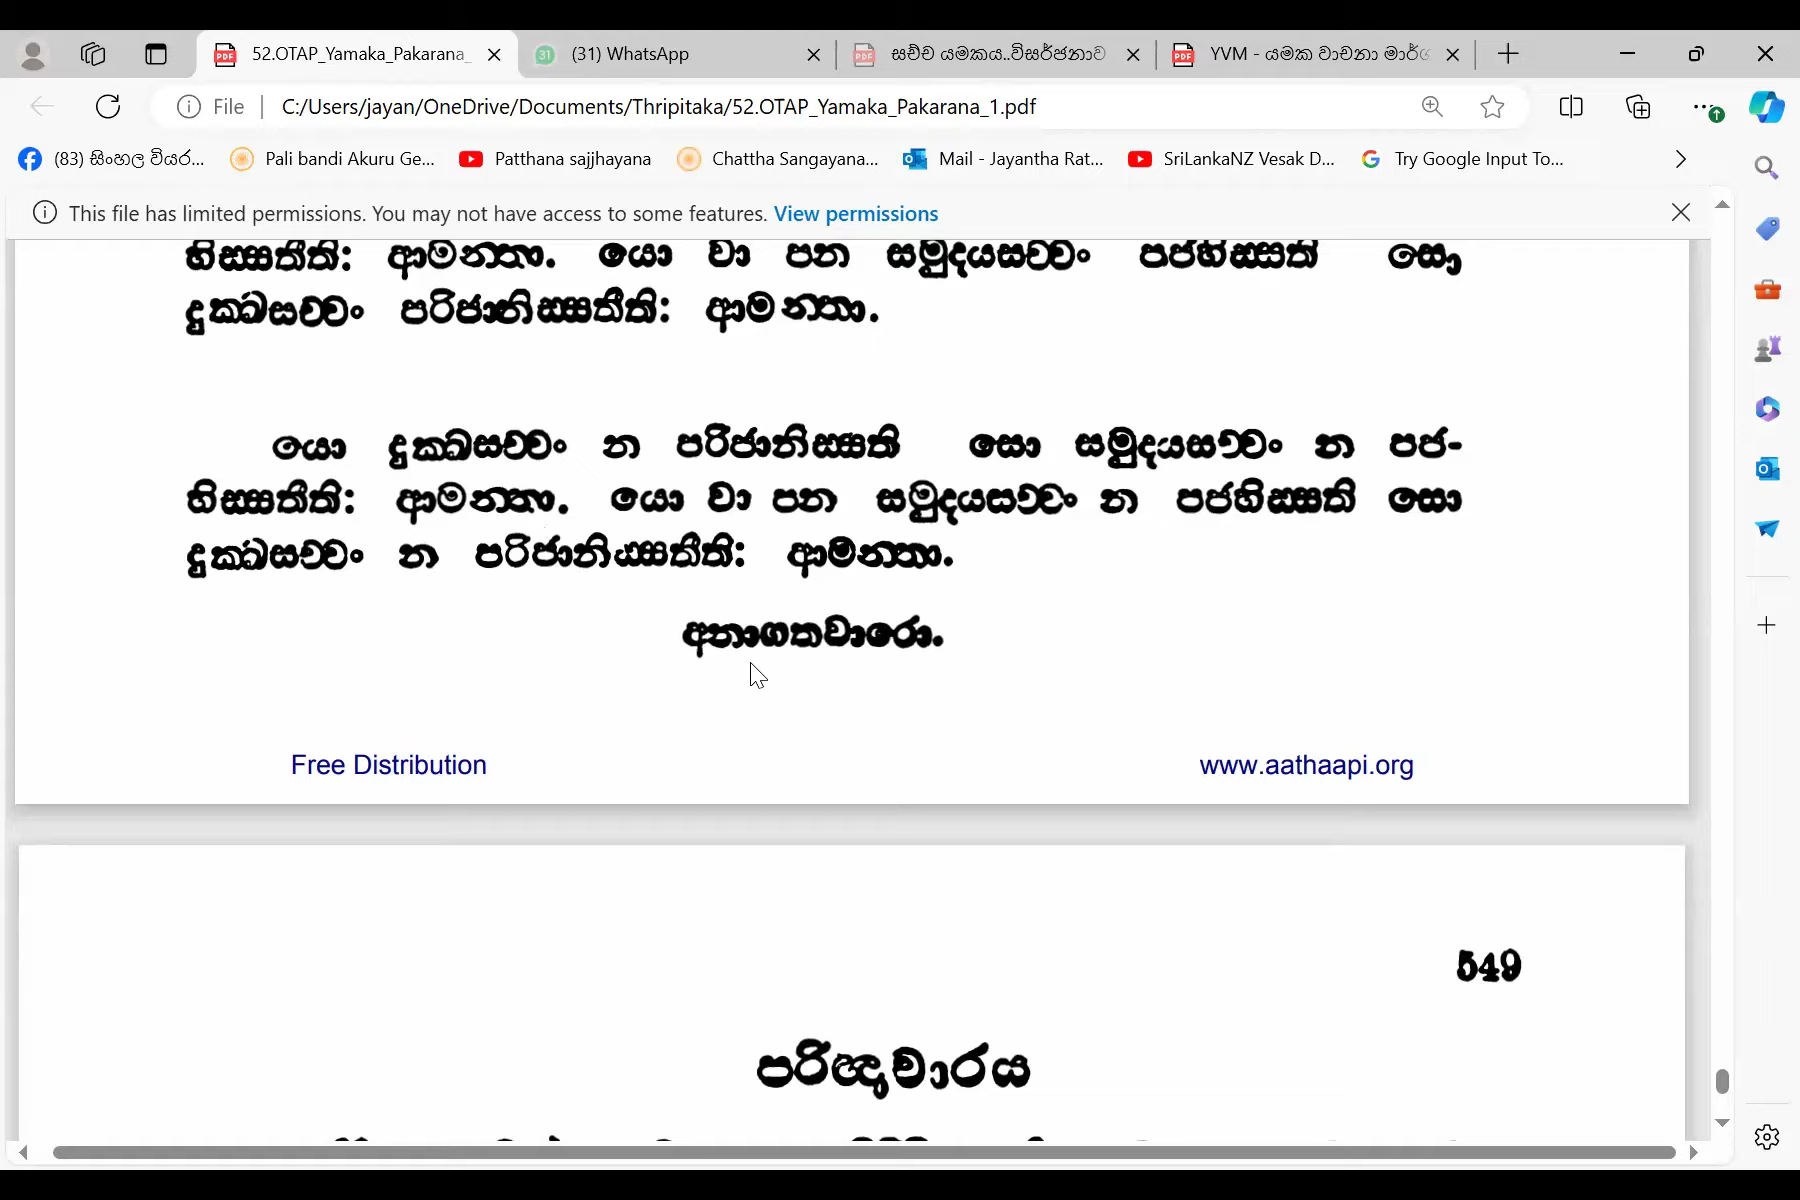 52.OTAP_Yamaka_Pakarana_
(31) WhatsApp
සච්ච යමකය..විසර්ජනාව
YVM - යමක වාචනා මාර්ග
File
C:/Users/jayan/OneDrive/Documents/Thripitaka/52.OTAP_Yamaka_Pakarana_1.pdf
(83) සිංහල වියර...
Pali bandi Akuru Ge...
Patthana sajjhayana
Chattha Sangayana...
Mail - Jayantha Rat...
SriLankaNZ Vesak D...
Try Google Input To...
This file has limited permissions. You may not have access to some features. View permissions
හිස්සතීති: ආමන්තා. යො වා පන සමුදයසච්චං පජහිස්සති සො
දුක්ඛසච්චං පරිජානිස්සතීති: ආමන්තා.
යො දුක්ඛසච්චං න පරිජානිස්සති සො සමුදයසච්චං න පජ-
හිස්සතීති: ආමන්තා. යො වා පන සමුදයසච්චං න පජහිස්සති සො
දුක්ඛසච්චං න පරිජානිස්සතීති: ආමන්තා.
අනාගතවාරො.
Free Distribution
www.aathaapi.org
549
පරිඤ්ඤාවාරය